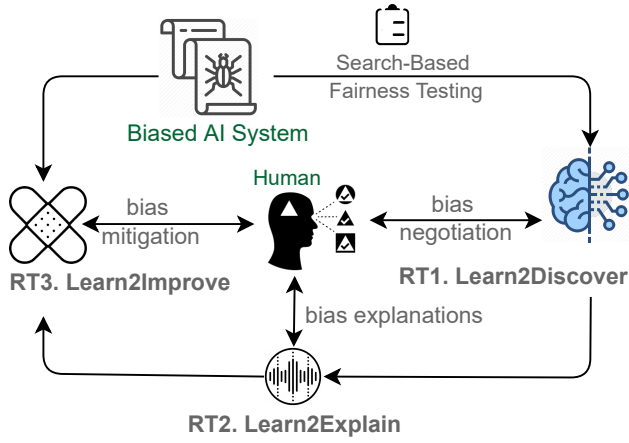 Search-Based
Fairness Testing
Biased AI System
Human
bias
mitigation
bias
negotiation
RT3. Learn2Improve
RT1. Learn2Discover
bias explanations
RT2. Learn2Explain